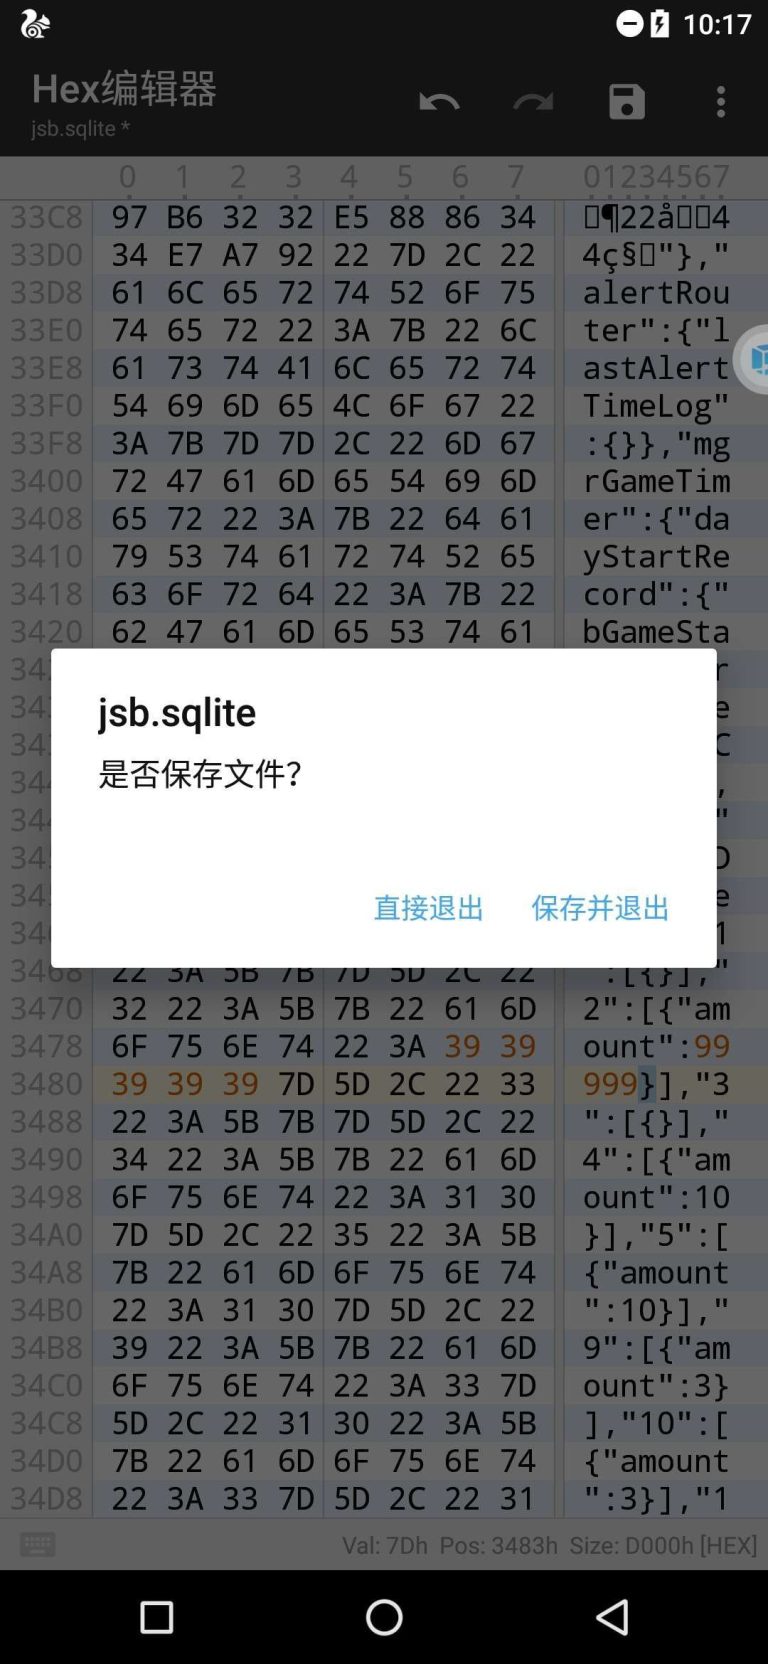 10:17
Hex编辑器
jsb.sqlite *
0 1 2 3 4 5 6 7 01234567
33C8 97 B6 32 32 E5 88 86 34 ¶22å4
33D0 34 E7 A7 92 22 7D 2C 22 4ç§"},"
33D8 61 6C 65 72 74 52 6F 75 alertRou
33E0 74 65 72 22 3A 7B 22 6C ter":{"l
33E8 61 73 74 41 6C 65 72 74 astAlert
33F0 54 69 6D 65 4C 6F 67 22 TimeLog"
33F8 3A 7B 7D 7D 2C 22 6D 67 :{}},"mg
3400 72 47 61 6D 65 54 69 6D rGameTim
3408 65 72 22 3A 7B 22 64 61 er":{"da
3410 79 53 74 61 72 74 52 65 yStartRe
3418 63 6F 72 64 22 3A 7B 22 cord":{"
3420 62 47 61 6D 65 53 74 61 bGameSta
jsb.sqlite
是否保存文件?
直接退出 保存并退出
3468 22 3A 5B 7B 7D 5D 2C 22 ":[{}],"
3470 32 22 3A 5B 7B 22 61 6D 2":[{"am
3478 6F 75 6E 74 22 3A 39 39 ount":99
3480 39 39 39 7D 5D 2C 22 33 999}],"3
3488 22 3A 5B 7B 7D 5D 2C 22 ":[{}],"
3490 34 22 3A 5B 7B 22 61 6D 4":[{"am
3498 6F 75 6E 74 22 3A 31 30 ount":10
34A0 7D 5D 2C 22 35 22 3A 5B }],"5":[
34A8 7B 22 61 6D 6F 75 6E 74 {"amount
34B0 22 3A 31 30 7D 5D 2C 22 ":10}],"
34B8 39 22 3A 5B 7B 22 61 6D 9":[{"am
34C0 6F 75 6E 74 22 3A 33 7D ount":3}
34C8 5D 2C 22 31 30 22 3A 5B ],"10":[
34D0 7B 22 61 6D 6F 75 6E 74 {"amount
34D8 22 3A 33 7D 5D 2C 22 31 ":3}],"1
Val: 7Dh Pos: 3483h Size: D000h [HEX]